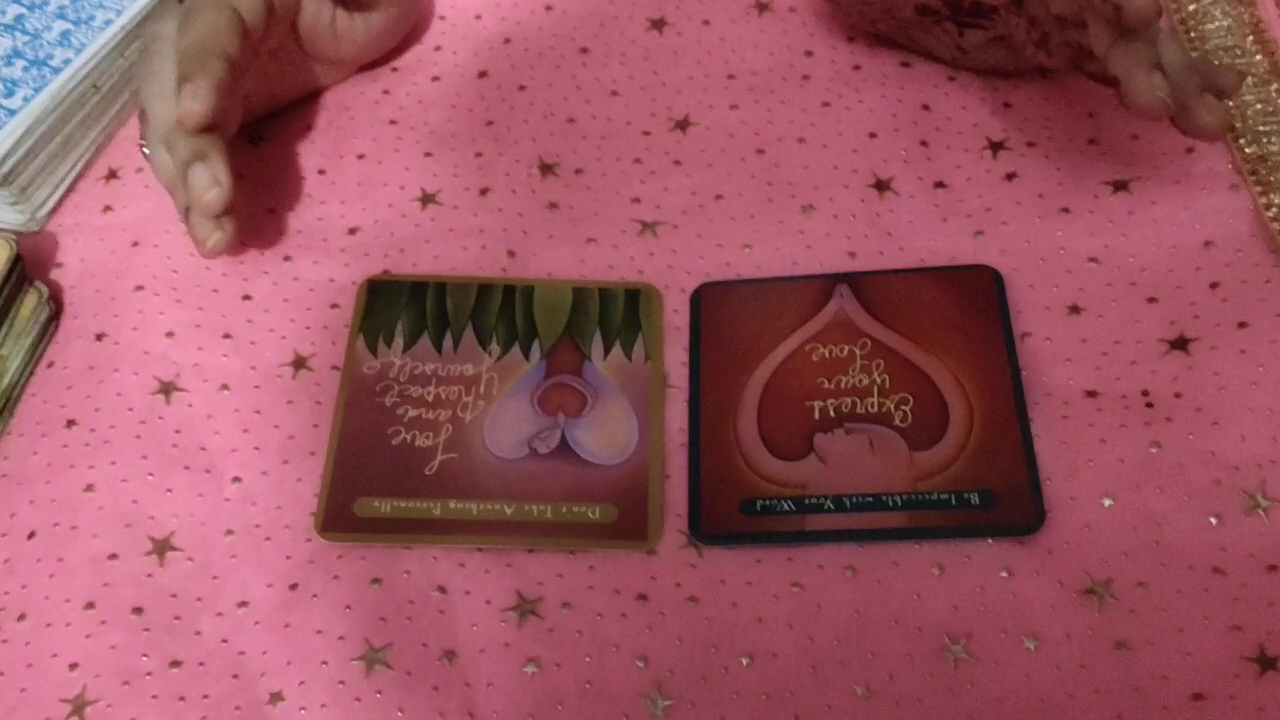 Don't Take Anything Personally
Love
and
Respect
Yourself
Be Impeccable with Your Word
Express
your
Love